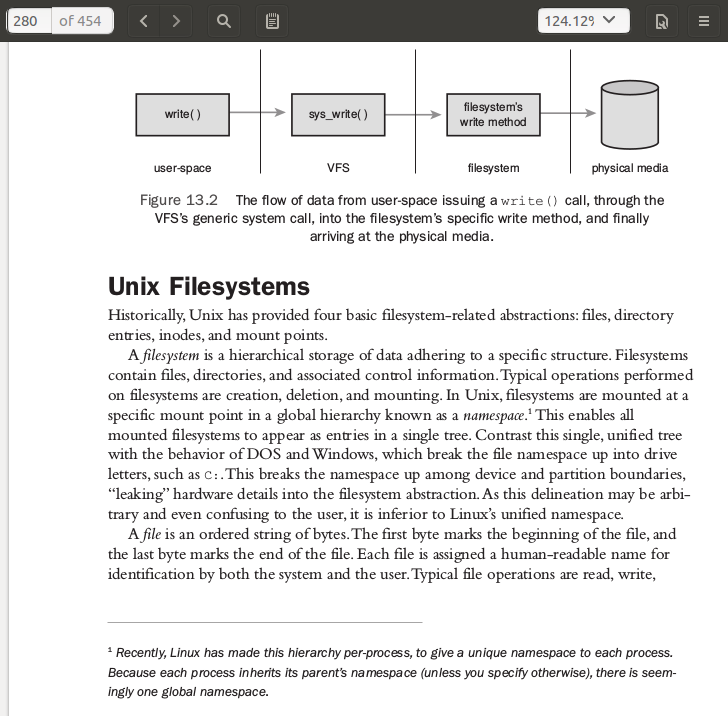 280 of 454 124.12%
write( ) sys_write( ) filesystem's
write method
user-space VFS filesystem physical media
Figure 13.2 The flow of data from user-space issuing a write() call, through the
VFS's generic system call, into the filesystem's specific write method, and finally
arriving at the physical media.
Unix Filesystems
Historically, Unix has provided four basic filesystem-related abstractions: files, directory
entries, inodes, and mount points.
A filesystem is a hierarchical storage of data adhering to a specific structure. Filesystems
contain files, directories, and associated control information. Typical operations performed
on filesystems are creation, deletion, and mounting. In Unix, filesystems are mounted at a
specific mount point in a global hierarchy known as a namespace.¹ This enables all
mounted filesystems to appear as entries in a single tree. Contrast this single, unified tree
with the behavior of DOS and Windows, which break the file namespace up into drive
letters, such as C:. This breaks the namespace up among device and partition boundaries,
“leaking” hardware details into the filesystem abstraction. As this delineation may be arbi-
trary and even confusing to the user, it is inferior to Linux's unified namespace.
A file is an ordered string of bytes. The first byte marks the beginning of the file, and
the last byte marks the end of the file. Each file is assigned a human-readable name for
identification by both the system and the user. Typical file operations are read, write,
¹ Recently, Linux has made this hierarchy per-process, to give a unique namespace to each process.
Because each process inherits its parent's namespace (unless you specify otherwise), there is seem-
ingly one global namespace.